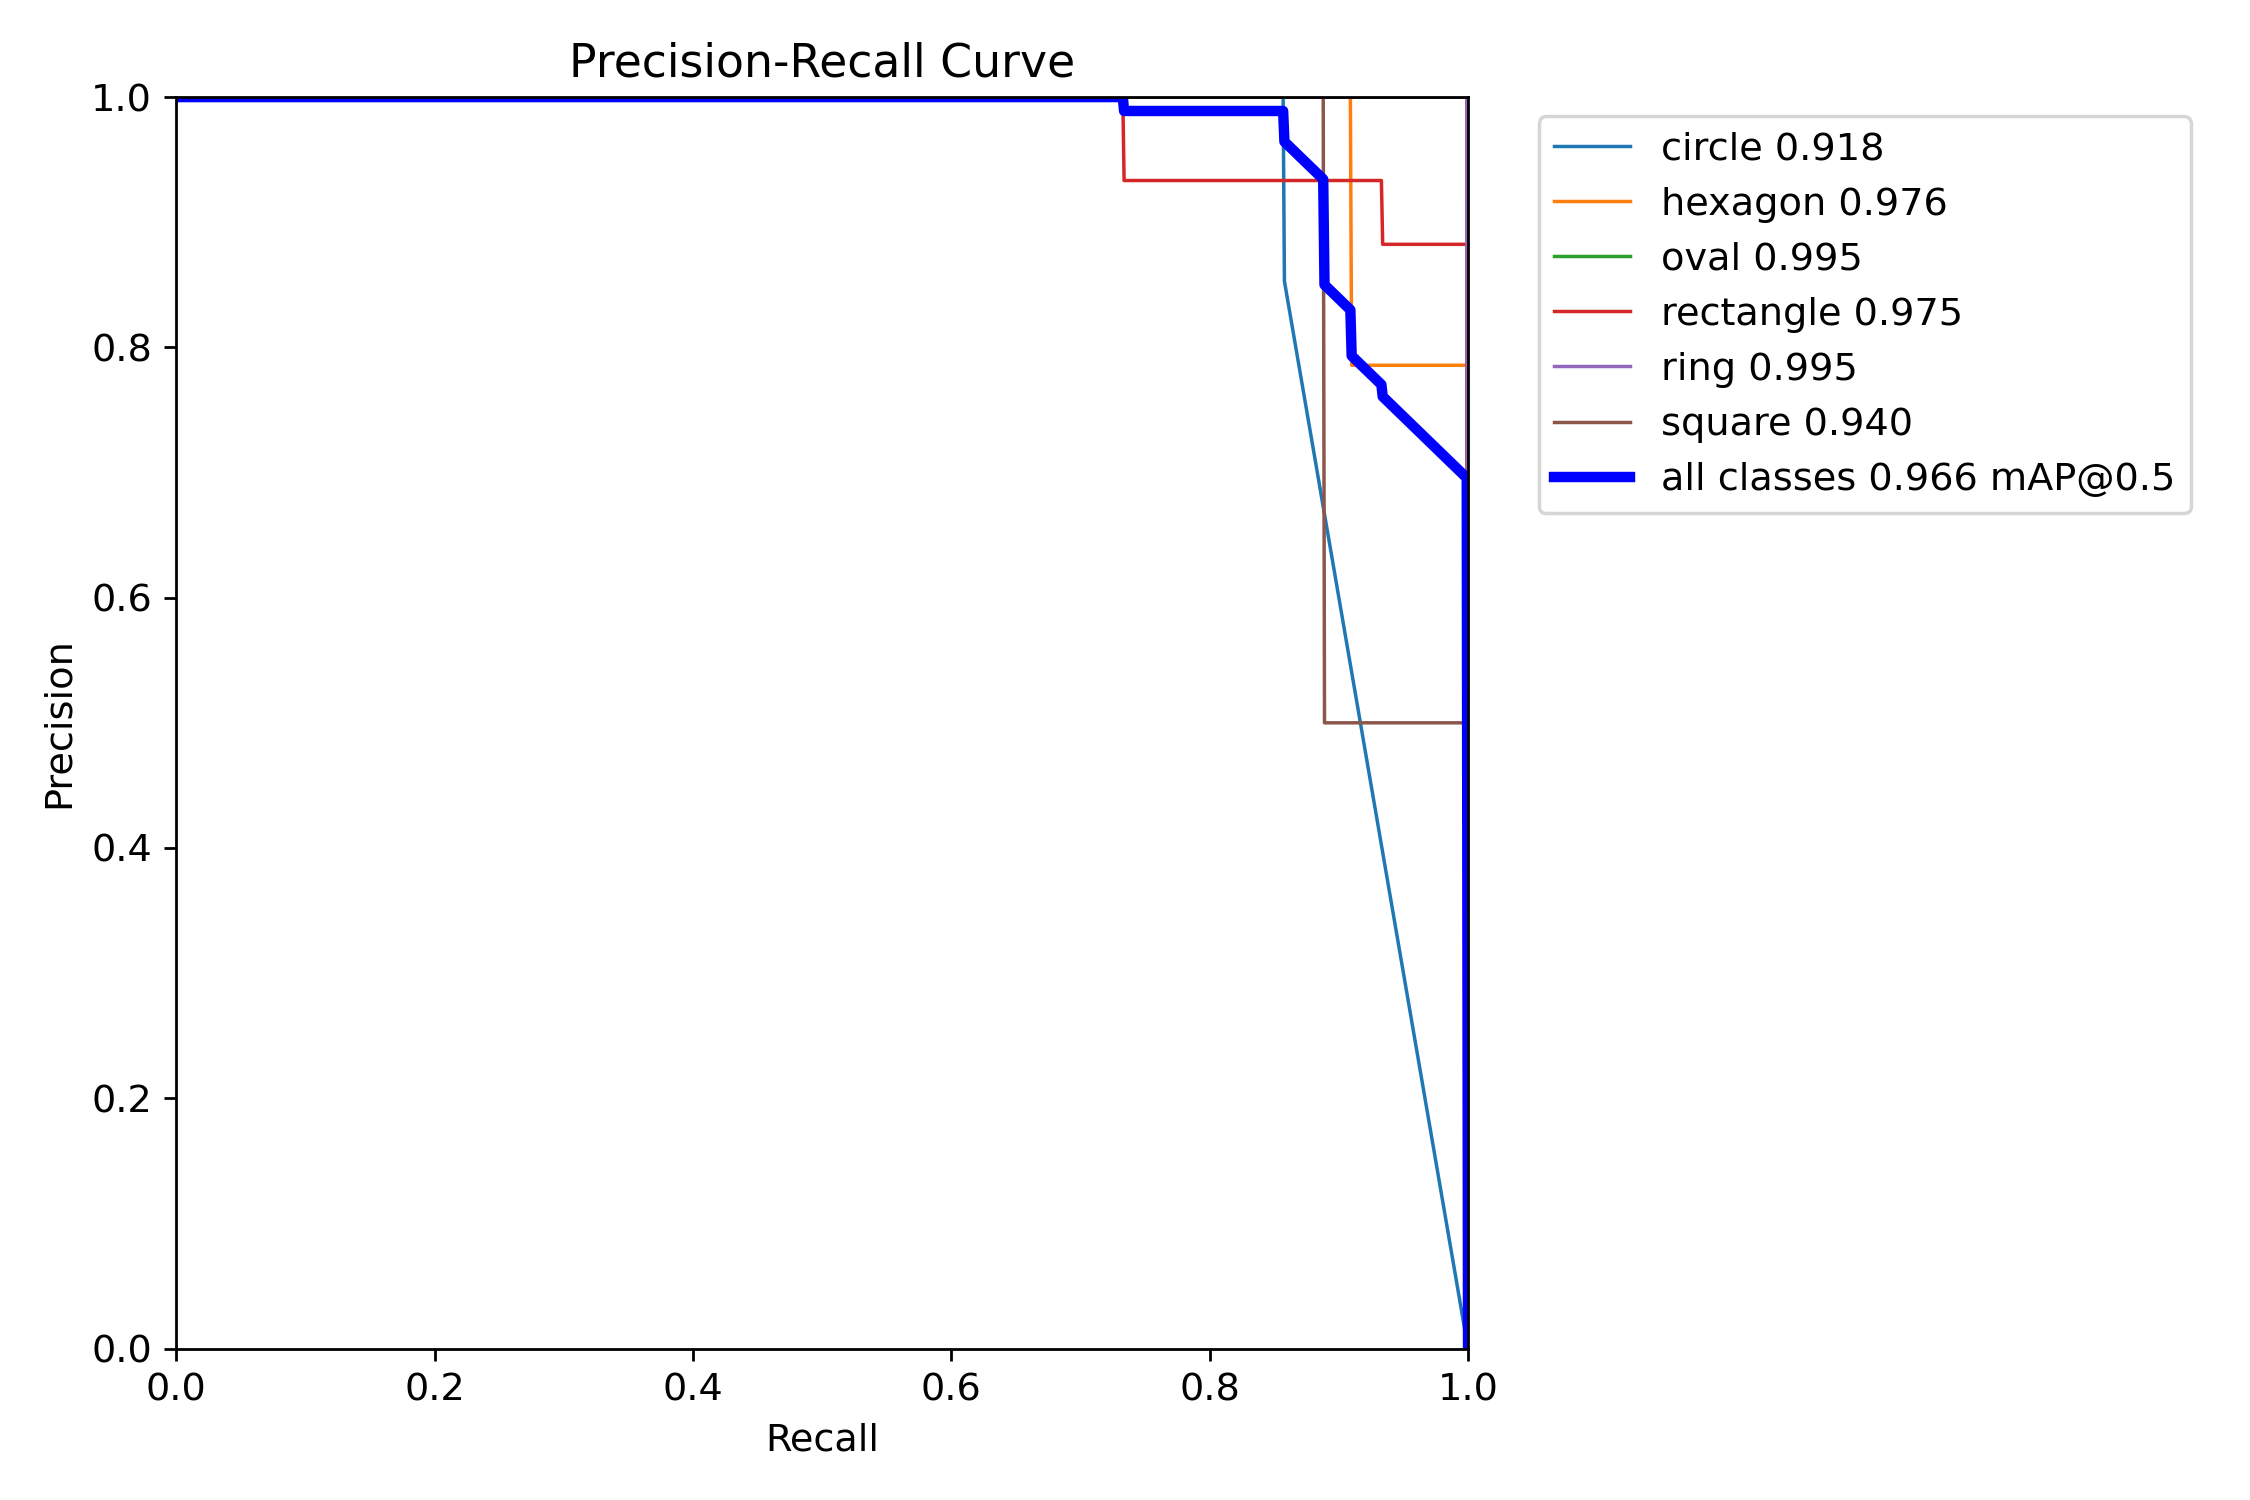 Precision-Recall Curve
1.0
0.8
0.6
0.4
0.2
0.0
Precision
0.0 0.2 0.4 0.6 0.8 1.0
Recall
circle 0.918
hexagon 0.976
oval 0.995
rectangle 0.975
ring 0.995
square 0.940
all classes 0.966 mAP@0.5